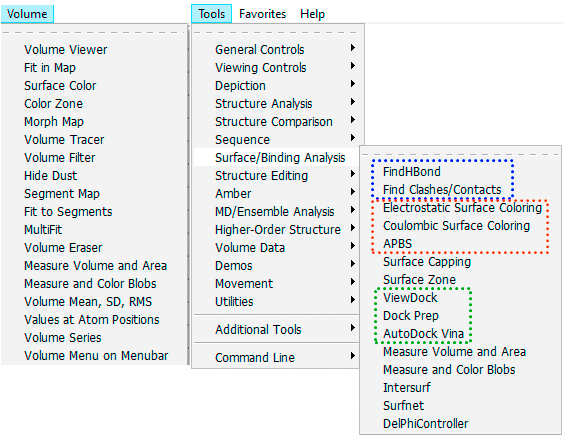 Volume
Volume Viewer
Fit in Map
Surface Color
Color Zone
Morph Map
Volume Tracer
Volume Filter
Hide Dust
Segment Map
Fit to Segments
MultiFit
Volume Eraser
Measure Volume and Area
Measure and Color Blobs
Volume Mean, SD, RMS
Values at Atom Positions
Volume Series
Volume Menu on Menubar
Tools Favorites Help
General Controls
Viewing Controls
Depiction
Structure Analysis
Structure Comparison
Sequence
Surface/Binding Analysis
Structure Editing
Amber
MD/Ensemble Analysis
Higher-Order Structure
Volume Data
Demos
Movement
Utilities
Additional Tools
Command Line
FindHBond
Find Clashes/Contacts
Electrostatic Surface Coloring
Coulombic Surface Coloring
APBS
Surface Capping
Surface Zone
ViewDock
Dock Prep
AutoDock Vina
Measure Volume and Area
Measure and Color Blobs
Intersurf
Surfnet
DelPhiController